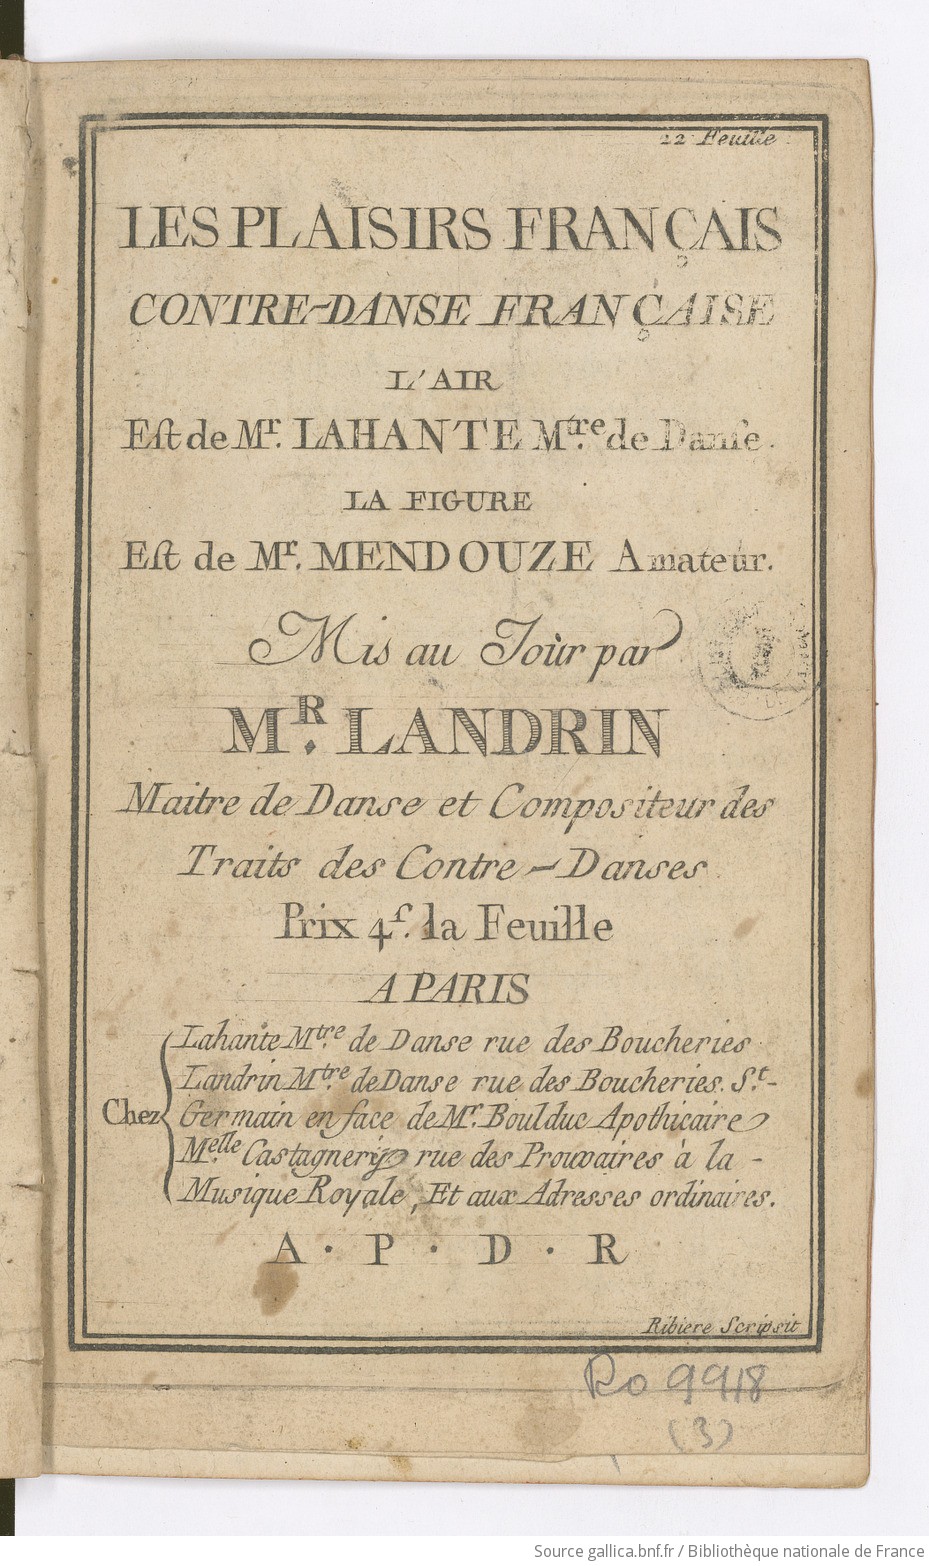 22 Feuille
LES PLAISIRS FRANÇAIS
CONTRE-DANSE FRANÇAISE
L'AIR
Est de Mr. LAHANTE Mtre. de Danse.
LA FIGURE
Est de Mr. MENDOUZE Amateur.
Mis au Joùr par
MR. LANDRIN
Maitre de Danse et Compositeur des
Traits des Contre-Danses
Prix 4s. la Feuille
A PARIS
Lahante Mtre. de Danse rue des Boucheries
Landrin Mtre. de Danse rue des Boucheries. St.-
Chez Germain en face de Mr. Boulduc Apothicaire
Melle. Castagnery rue des Prouvaires à la -
Musique Royale, Et aux Adresses ordinaires.
A . P . D . R
Ribiere Scripsit
Ro 9918
(3)
Source gallica.bnf.fr / Bibliothèque nationale de France